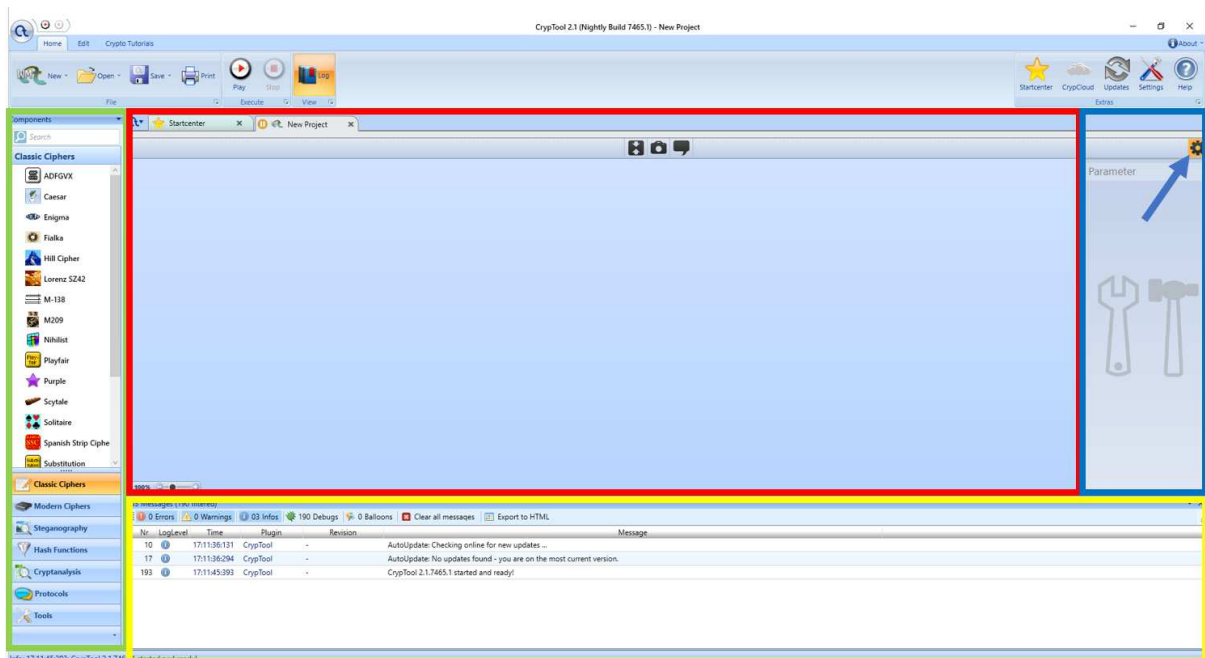 CrypTool 2.1 (Nightly Build 7465.1) - New Project
Home Edit Crypto Tutorials
About
New Open Save Print Play Stop Log
Startcenter CrypCloud Updates Settings Help
File Execute View Extras
Startcenter New Project
Search
Classic Ciphers
Parameter
ADFGVX
Caesar
Enigma
Fialka
Hill Cipher
Lorenz SZ42
M-138
M209
Nihilist
Playfair
Purple
Scytale
Solitaire
Spanish Strip Ciphe
Substitution
Classic Ciphers
Modern Ciphers
Steganography
Hash Functions
Cryptanalysis
Protocols
Tools
100%
0 Errors 0 Warnings 03 Infos 190 Debugs 0 Balloons Clear all messages Export to HTML
Nr LogLevel Time Plugin Revision Message
10 17:11:36:131 CrypTool - AutoUpdate: Checking online for new updates ...
17 17:11:36:294 CrypTool - AutoUpdate: No updates found - you are on the most current version.
193 17:11:45:393 CrypTool - CrypTool 2.1.7465.1 started and ready!